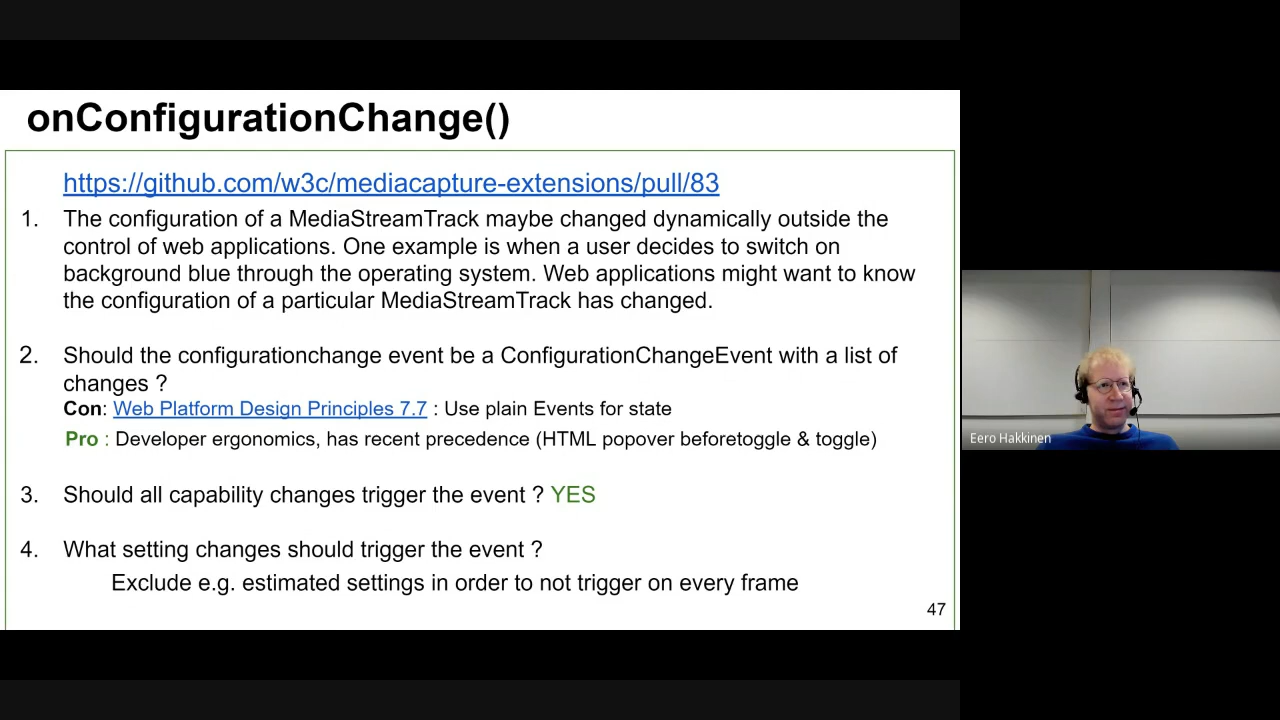 onConfigurationChange()
https://github.com/w3c/mediacapture-extensions/pull/83
1. The configuration of a MediaStreamTrack maybe changed dynamically outside the
control of web applications. One example is when a user decides to switch on
background blue through the operating system. Web applications might want to know
the configuration of a particular MediaStreamTrack has changed.
2. Should the configurationchange event be a ConfigurationChangeEvent with a list of
changes ?
Con: Web Platform Design Principles 7.7 : Use plain Events for state
Pro : Developer ergonomics, has recent precedence (HTML popover beforetoggle & toggle)
3. Should all capability changes trigger the event ? YES
4. What setting changes should trigger the event ?
Exclude e.g. estimated settings in order to not trigger on every frame
47
Eero Hakkinen